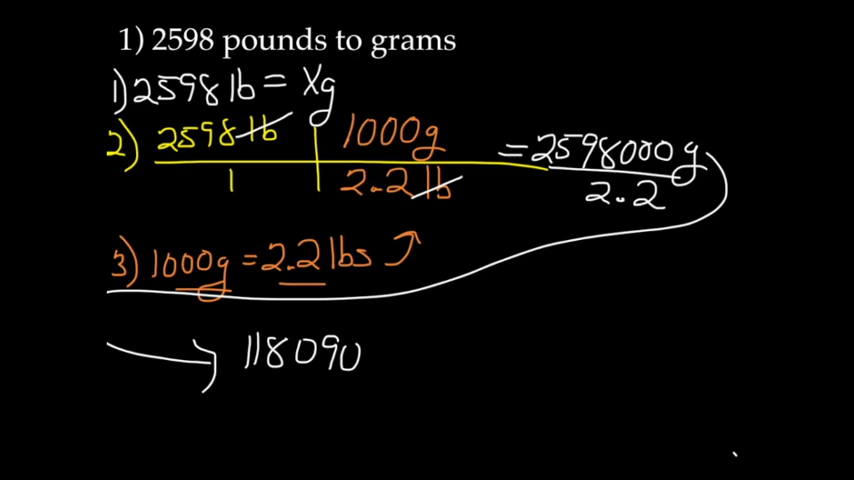 1) 2598 pounds to grams
1) 2598 lb = Xg
2) 2598 lb 1000g = 2598000 g
1 2.2 lb 2.2
3) 1000g = 2.2 lbs
118090